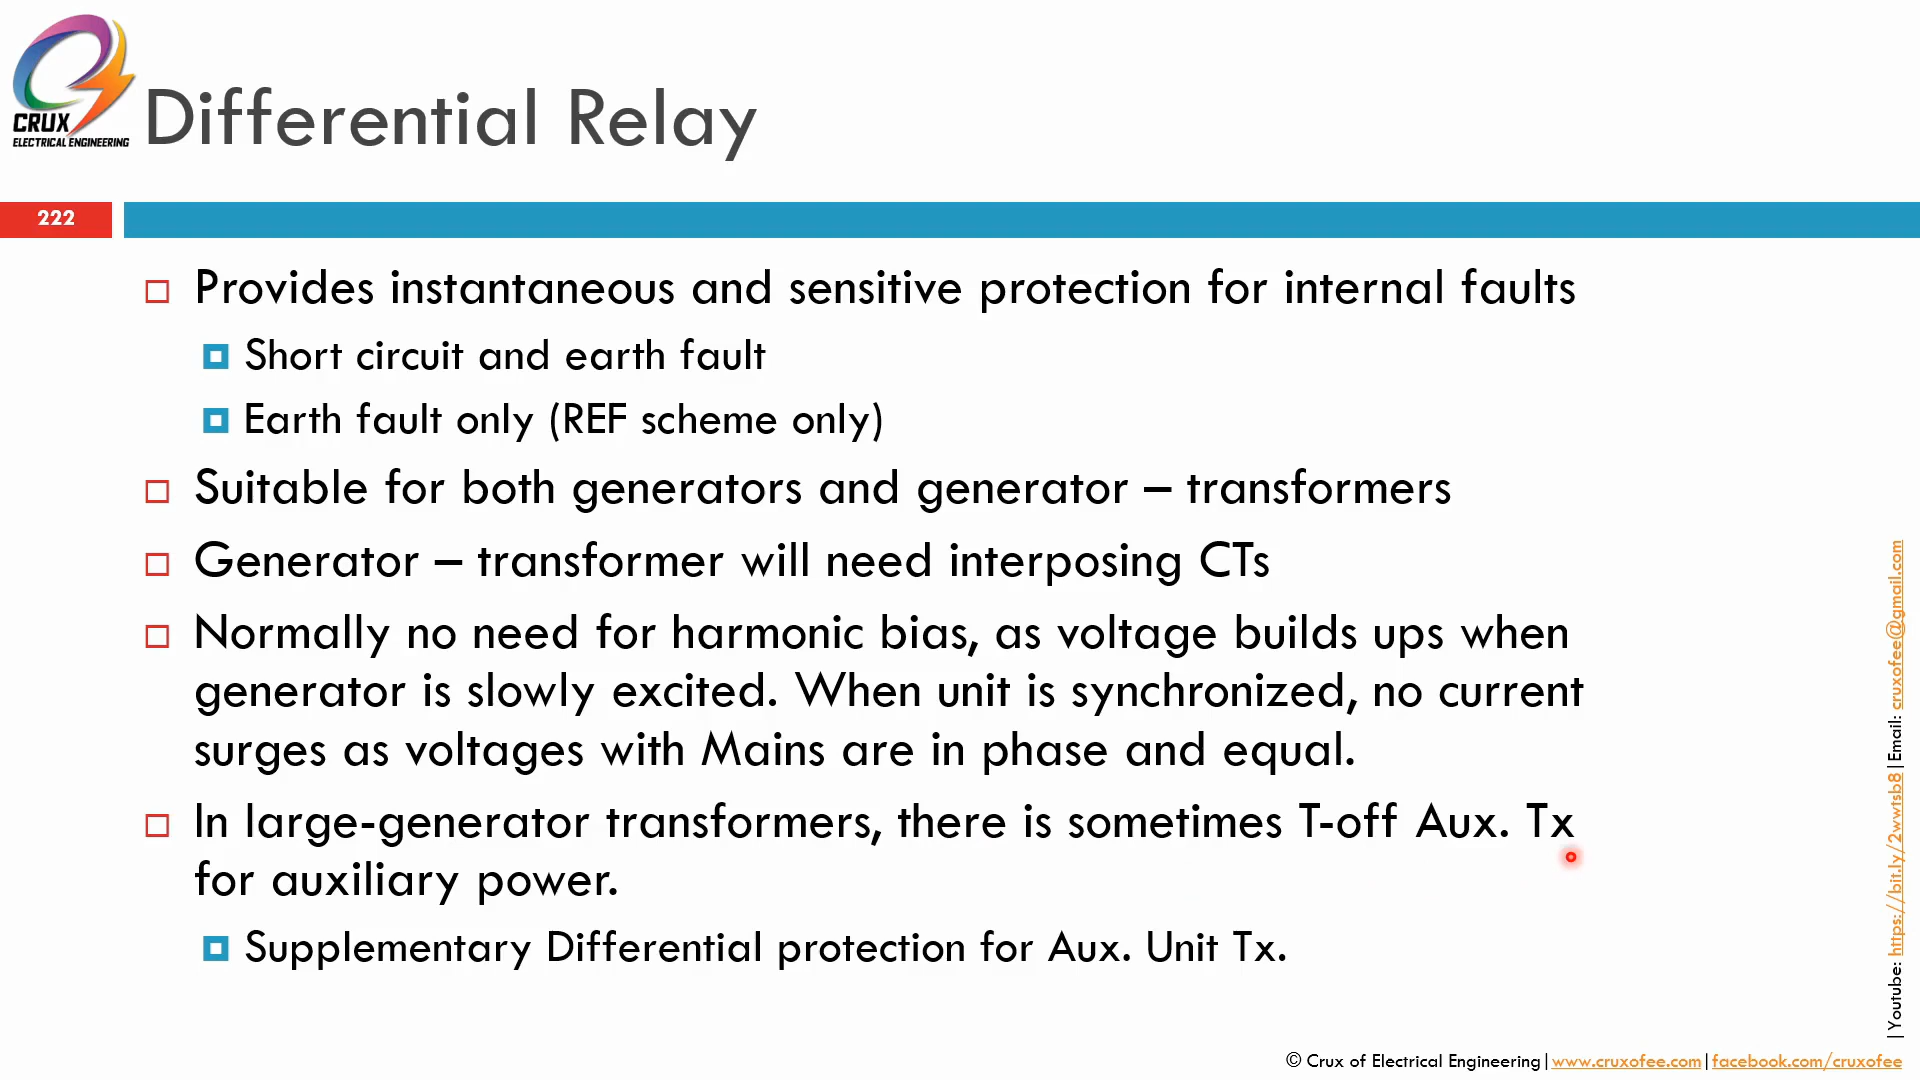 CRUX
ELECTRICAL ENGINEERING
Differential Relay
222
Provides instantaneous and sensitive protection for internal faults
Short circuit and earth fault
Earth fault only (REF scheme only)
Suitable for both generators and generator – transformers
Generator – transformer will need interposing CTs
Normally no need for harmonic bias, as voltage builds ups when
generator is slowly excited. When unit is synchronized, no current
surges as voltages with Mains are in phase and equal.
In large-generator transformers, there is sometimes T-off Aux. Tx
for auxiliary power.
Supplementary Differential protection for Aux. Unit Tx.
|Youtube: https://bit.ly/2wwtsb8|Email: cruxofee@gmail.com
© Crux of Electrical Engineering|www.cruxofee.com|facebook.com/cruxofee